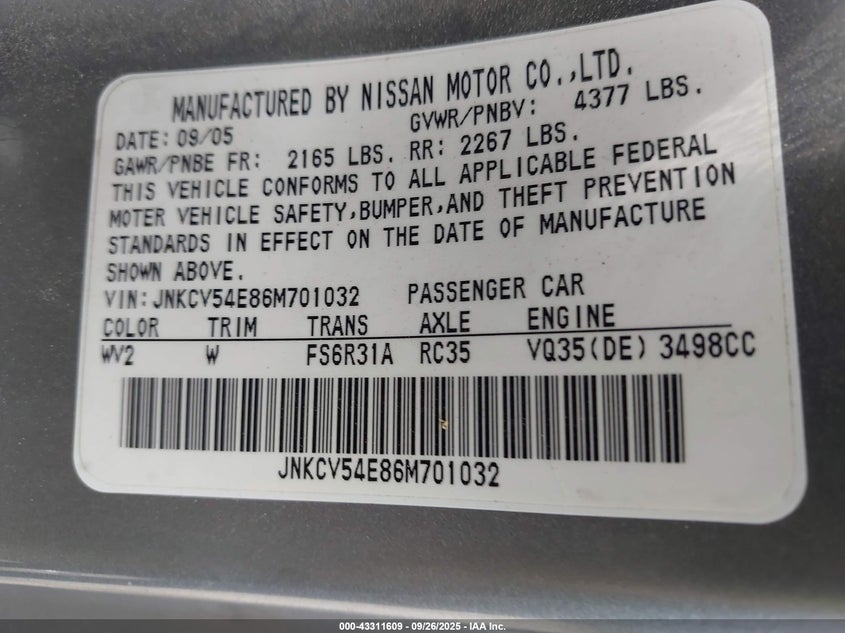 MANUFACTURED BY NISSAN MOTOR CO.,LTD.
DATE: 09/05 GVWR/PNBV: 4377 LBS.
GAWR/PNBE FR: 2165 LBS. RR: 2267 LBS.
THIS VEHICLE CONFORMS TO ALL APPLICABLE FEDERAL
MOTER VEHICLE SAFETY,BUMPER,AND THEFT PREVENTION
STANDARDS IN EFFECT ON THE DATE OF MANUFACTURE
SHOWN ABOVE.
VIN: JNKCV54E86M701032 PASSENGER CAR
COLOR TRIM TRANS AXLE ENGINE
WV2 W FS6R31A RC35 VQ35(DE) 3498CC
JNKCV54E86M701032
000-43311609 - 09/26/2025 - IAA Inc.